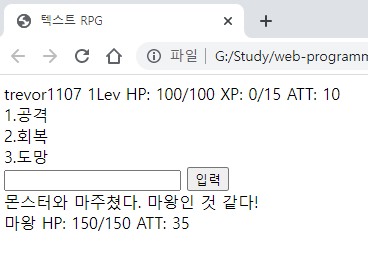 텍스트 RPG
파일 | G:/Study/web-programm
trevor1107 1Lev HP: 100/100 XP: 0/15 ATT: 10
1.공격
2.회복
3.도망
입력
몬스터와 마주쳤다. 마왕인 것 같다!
마왕 HP: 150/150 ATT: 35